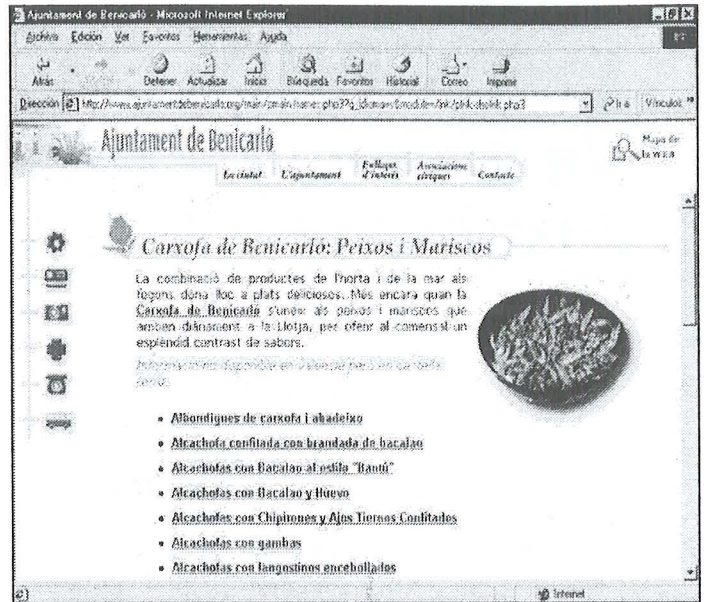 Ajuntament de Benicarló - Microsoft Internet Explorer
Archivo Edición Ver Favoritos Herramientas Ayuda
Atrás Detener Actualizar Inicio Búsqueda Favoritos Historial Correo Imprimir
Dirección Ir a Vínculos »
Ajuntament de Benicarló
Mapa de
la web
La ciutat L'ajuntament Enllaços d'interés Associacions cíviques Contacte
Carxofa de Benicarló: Peixos i Mariscos
La combinació de productes de l'horta i de la mar als
fogons dóna lloc a plats deliciosos. Més encara quan la
Carxofa de Benicarló s'uneix als peixos i mariscos que
arriben diàriament a la Llotja, per oferir al comensal un
esplèndid contrast de sabors.
• Albondigues de carxofa i abadeixo
• Alcachofa confitada con brandada de bacalao
• Alcachofas con Bacalao al estilo "Bantú"
• Alcachofas con Bacalao y Huevo
• Alcachofas con Chipirones y Ajos Tiernos Confitados
• Alcachofas con gambas
• Alcachofas con langostinos encebollados
Internet